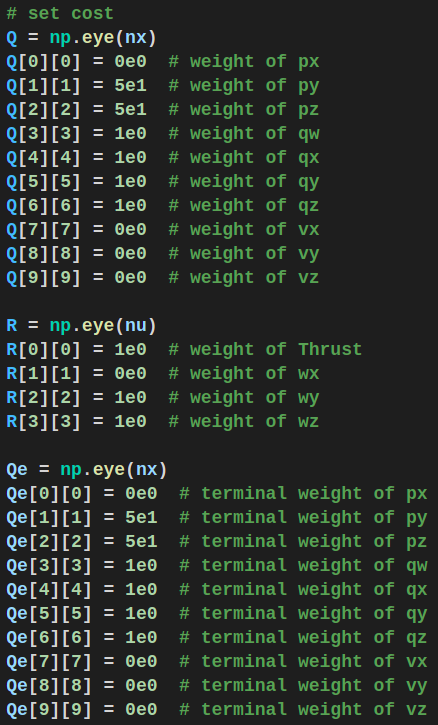 # set cost
Q = np.eye(nx)
Q[0][0] = 0e0  # weight of px
Q[1][1] = 5e1  # weight of py
Q[2][2] = 5e1  # weight of pz
Q[3][3] = 1e0  # weight of qw
Q[4][4] = 1e0  # weight of qx
Q[5][5] = 1e0  # weight of qy
Q[6][6] = 1e0  # weight of qz
Q[7][7] = 0e0  # weight of vx
Q[8][8] = 0e0  # weight of vy
Q[9][9] = 0e0  # weight of vz

R = np.eye(nu)
R[0][0] = 1e0  # weight of Thrust
R[1][1] = 0e0  # weight of wx
R[2][2] = 1e0  # weight of wy
R[3][3] = 1e0  # weight of wz

Qe = np.eye(nx)
Qe[0][0] = 0e0  # terminal weight of px
Qe[1][1] = 5e1  # terminal weight of py
Qe[2][2] = 5e1  # terminal weight of pz
Qe[3][3] = 1e0  # terminal weight of qw
Qe[4][4] = 1e0  # terminal weight of qx
Qe[5][5] = 1e0  # terminal weight of qy
Qe[6][6] = 1e0  # terminal weight of qz
Qe[7][7] = 0e0  # terminal weight of vx
Qe[8][8] = 0e0  # terminal weight of vy
Qe[9][9] = 0e0  # terminal weight of vz